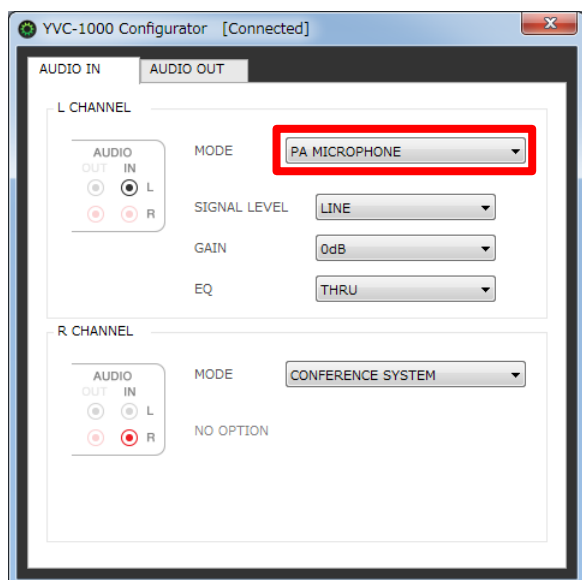 YVC-1000 Configurator [Connected]
AUDIO IN AUDIO OUT
L CHANNEL
AUDIO
OUT IN
L
R
MODE PA MICROPHONE
SIGNAL LEVEL LINE
GAIN 0dB
EQ THRU
R CHANNEL
AUDIO
OUT IN
L
R
MODE CONFERENCE SYSTEM
NO OPTION